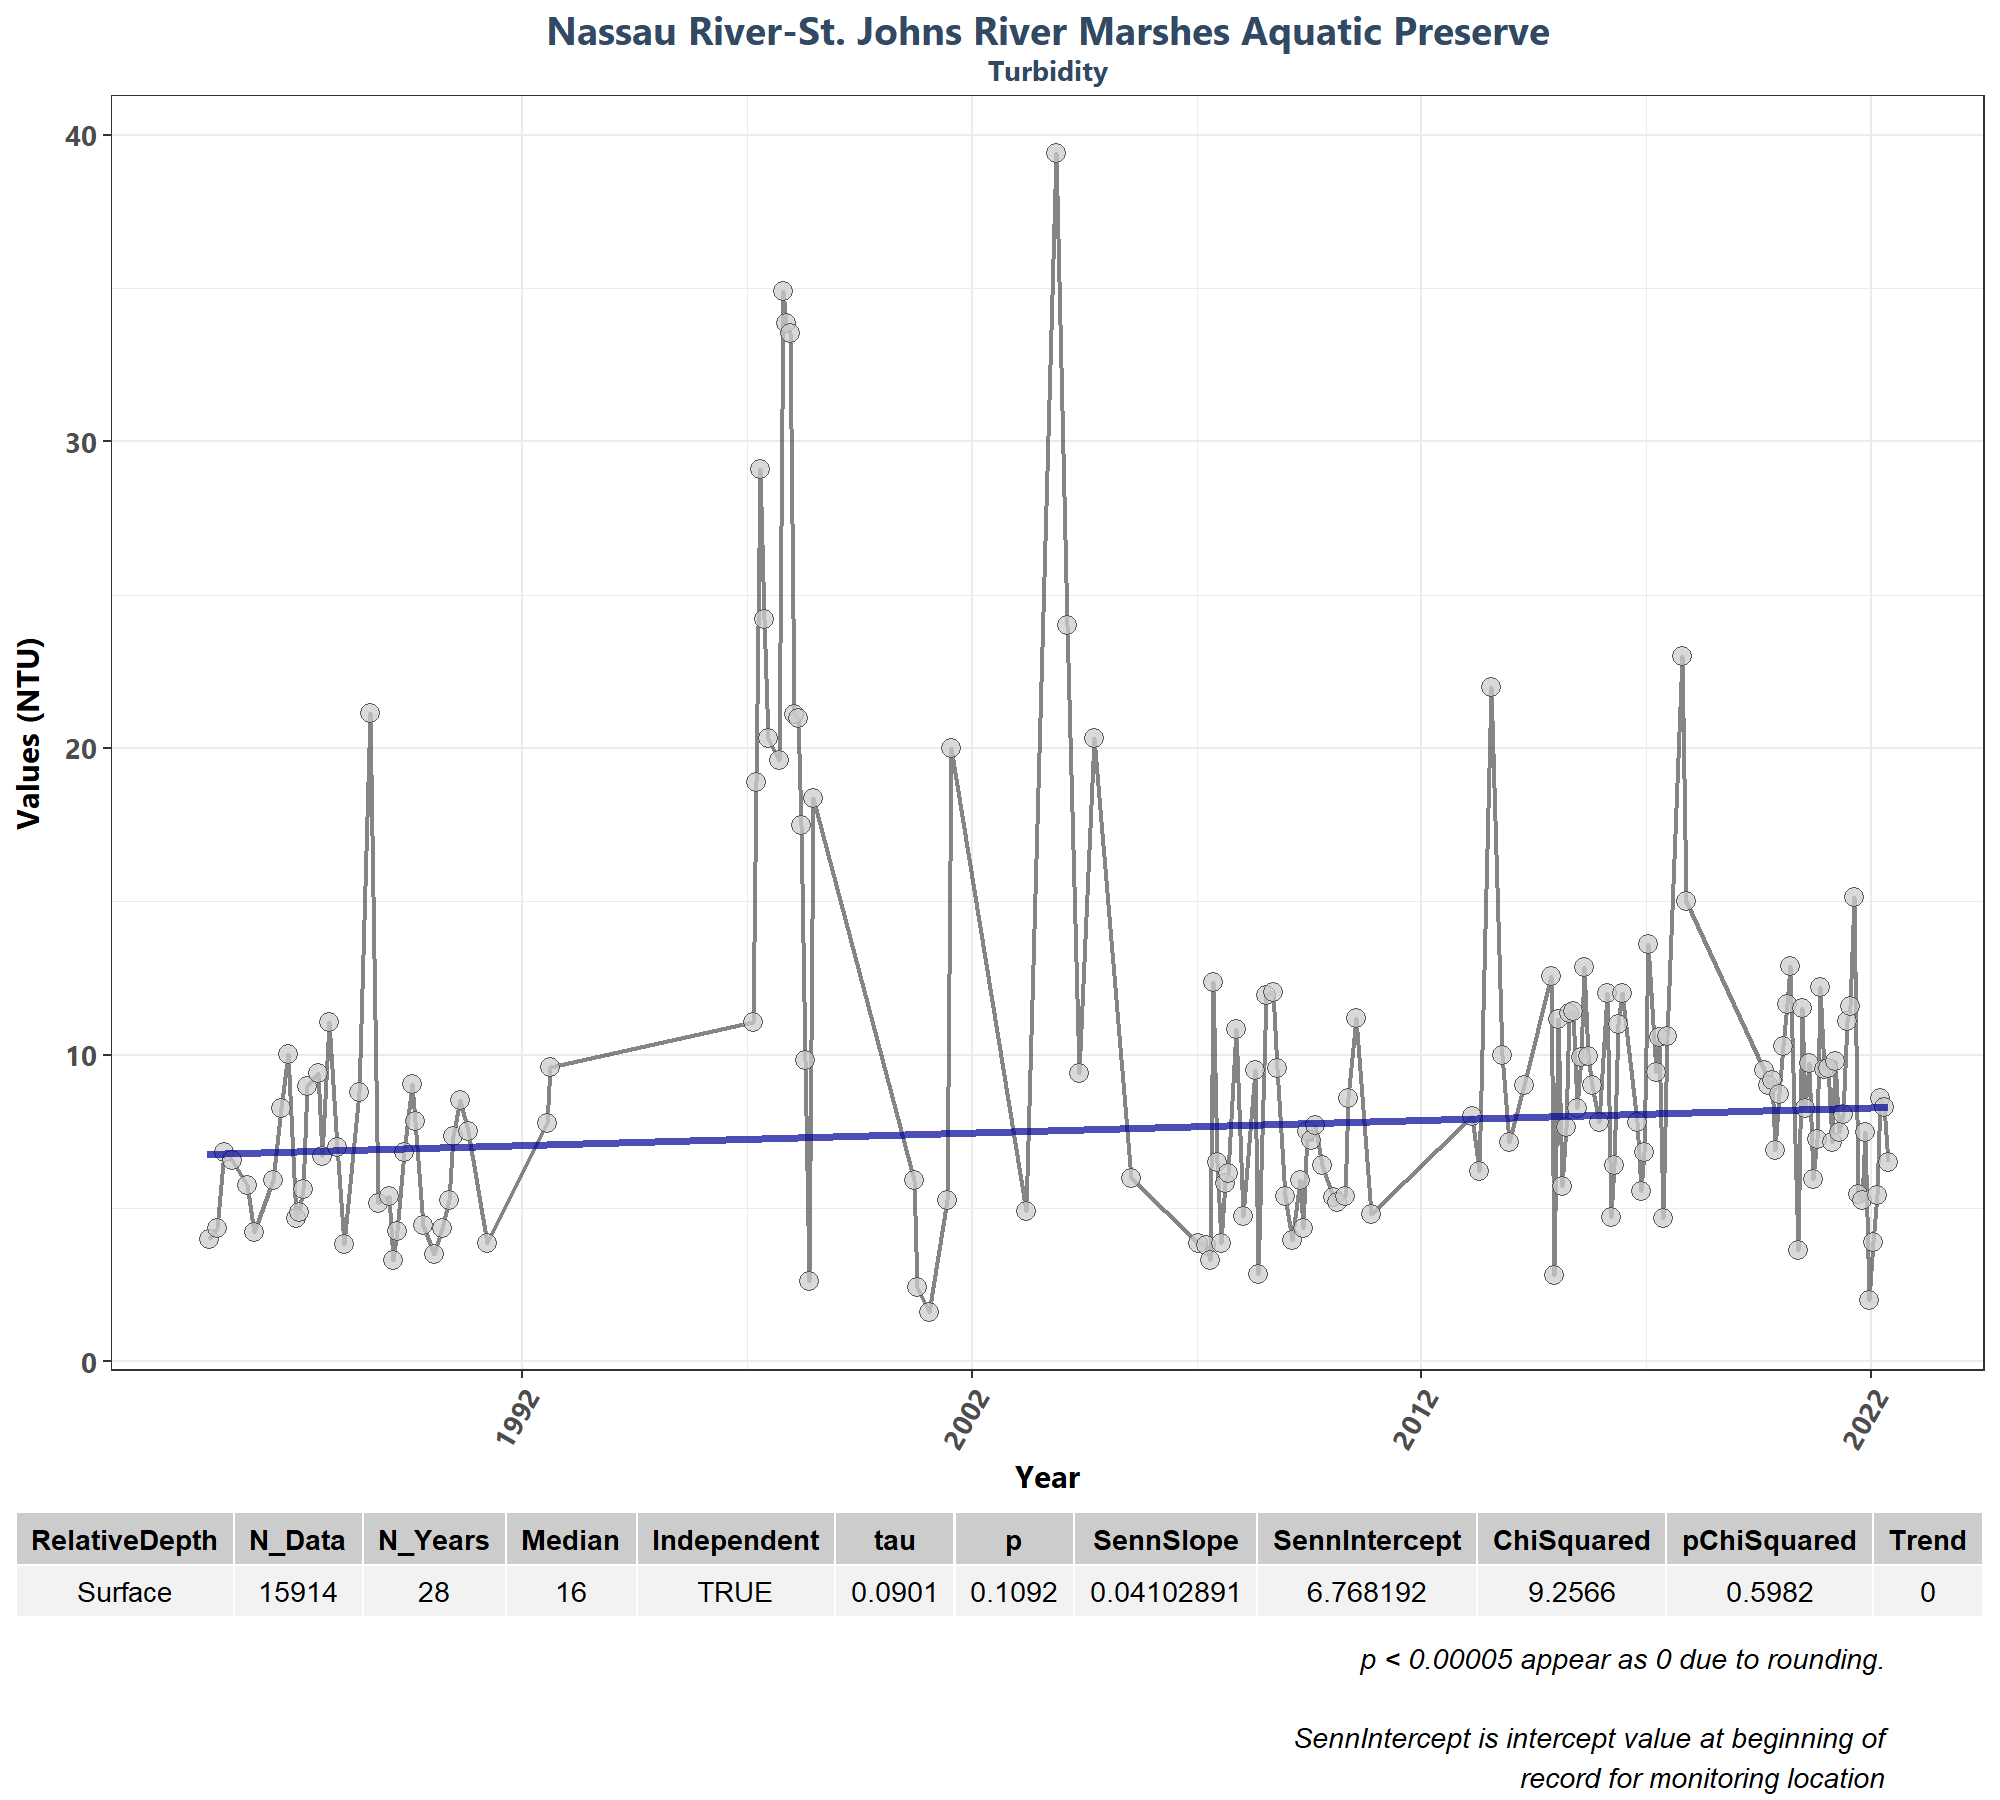 Nassau River-St. Johns River Marshes Aquatic Preserve
Turbidity
Values (NTU)
40
30
20
10
0
1992
2002
2012
2022
Year
RelativeDepth N_Data N_Years Median Independent tau p SennSlope SennIntercept ChiSquared pChiSquared Trend
Surface 15914 28 16 TRUE 0.0901 0.1092 0.04102891 6.768192 9.2566 0.5982 0
p < 0.00005 appear as 0 due to rounding.
SennIntercept is intercept value at beginning of
record for monitoring location